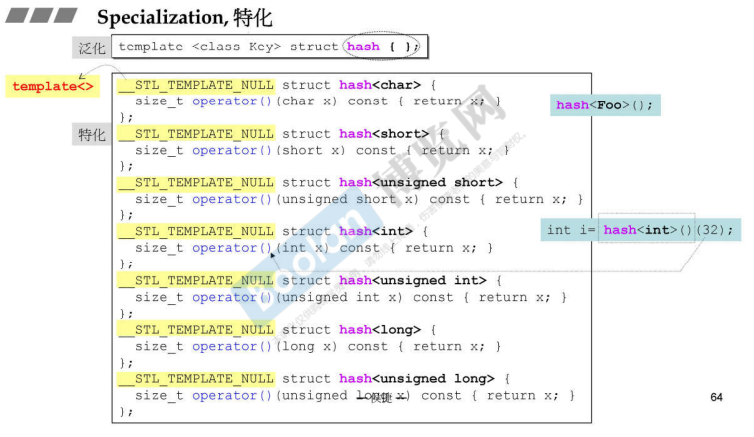 Specialization, 特化
泛化 template <class Key> struct hash { };
template<>
__STL_TEMPLATE_NULL struct hash<char> {
size_t operator()(char x) const { return x; }
};
hash<Foo>();
特化 __STL_TEMPLATE_NULL struct hash<short> {
size_t operator()(short x) const { return x; }
};
__STL_TEMPLATE_NULL struct hash<unsigned short> {
size_t operator()(unsigned short x) const { return x; }
};
__STL_TEMPLATE_NULL struct hash<int> {
size_t operator()(int x) const { return x; }
};
int i= hash<int>()(32);
__STL_TEMPLATE_NULL struct hash<unsigned int> {
size_t operator()(unsigned int x) const { return x; }
};
__STL_TEMPLATE_NULL struct hash<long> {
size_t operator()(long x) const { return x; }
};
__STL_TEMPLATE_NULL struct hash<unsigned long> {
size_t operator()(unsigned long x) const { return x; }
};
— 侯捷 —
64
Boolan 博览网